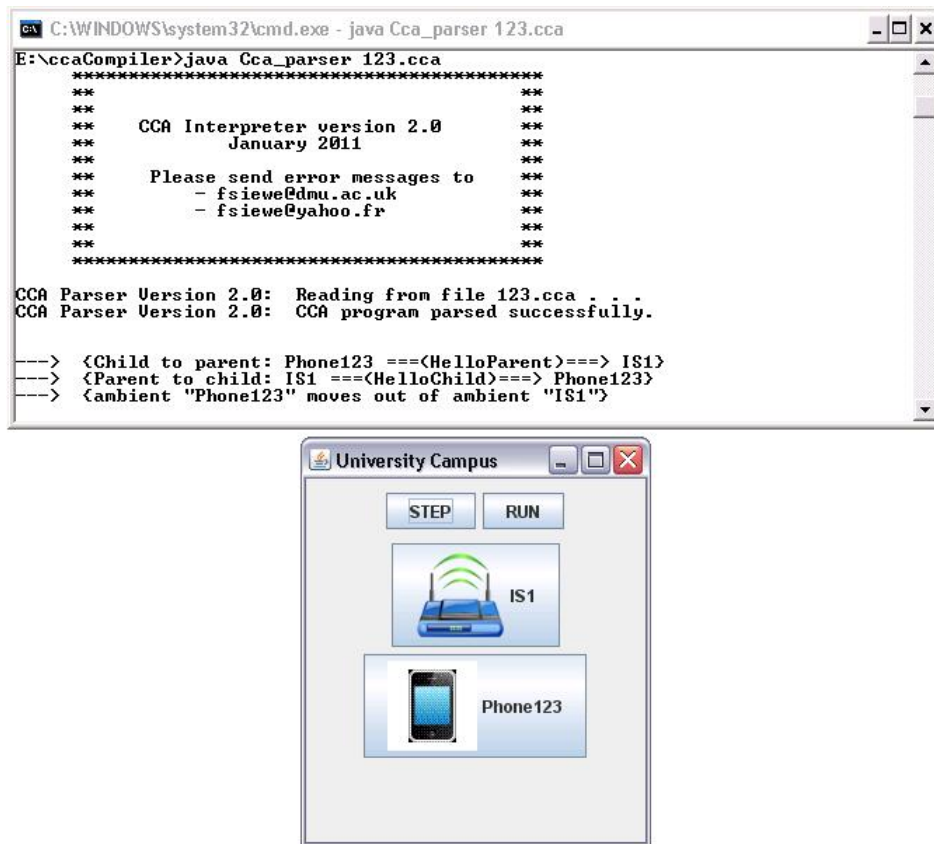 C:\WINDOWS\system32\cmd.exe - java Cca_parser 123.cca
E:\ccaCompiler>java Cca_parser 123.cca
******************************************
** **
** **
** CCA Interpreter version 2.0 **
** January 2011 **
** **
** Please send error messages to **
** - fsiewe@dmu.ac.uk **
** - fsiewe@yahoo.fr **
** **
** **
******************************************
CCA Parser Version 2.0: Reading from file 123.cca . . .
CCA Parser Version 2.0: CCA program parsed successfully.
---> {Child to parent: Phone123 ===(HelloParent)===> IS1}
---> {Parent to child: IS1 ===(HelloChild)===> Phone123}
---> {ambient "Phone123" moves out of ambient "IS1"}
University Campus
STEP RUN
IS1
Phone123